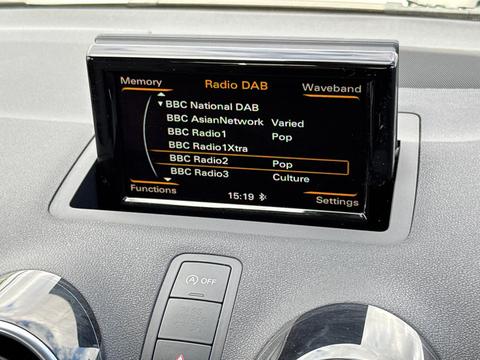 Memory Radio DAB Waveband
BBC National DAB
BBC AsianNetwork Varied
BBC Radio1 Pop
BBC Radio1Xtra
BBC Radio2 Pop
BBC Radio3 Culture
Functions 15:19 Settings
A OFF